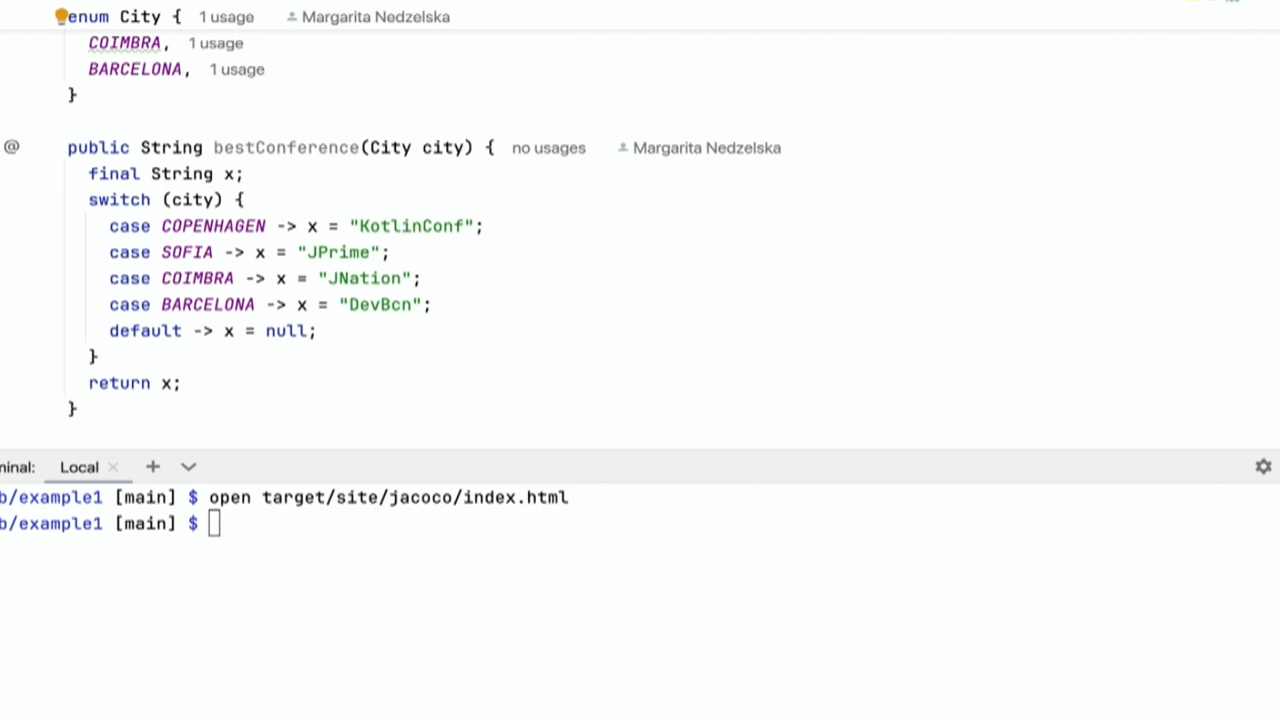 enum City { 1 usage Margarita Nedzelska
COIMBRA, 1 usage
BARCELONA, 1 usage
}
@ public String bestConference(City city) { no usages Margarita Nedzelska
final String x;
switch (city) {
case COPENHAGEN -> x = "KotlinConf";
case SOFIA -> x = "JPrime";
case COIMBRA -> x = "JNation";
case BARCELONA -> x = "DevBcn";
default -> x = null;
}
return x;
}
minal: Local × +
b/example1 [main] $ open target/site/jacoco/index.html
b/example1 [main] $